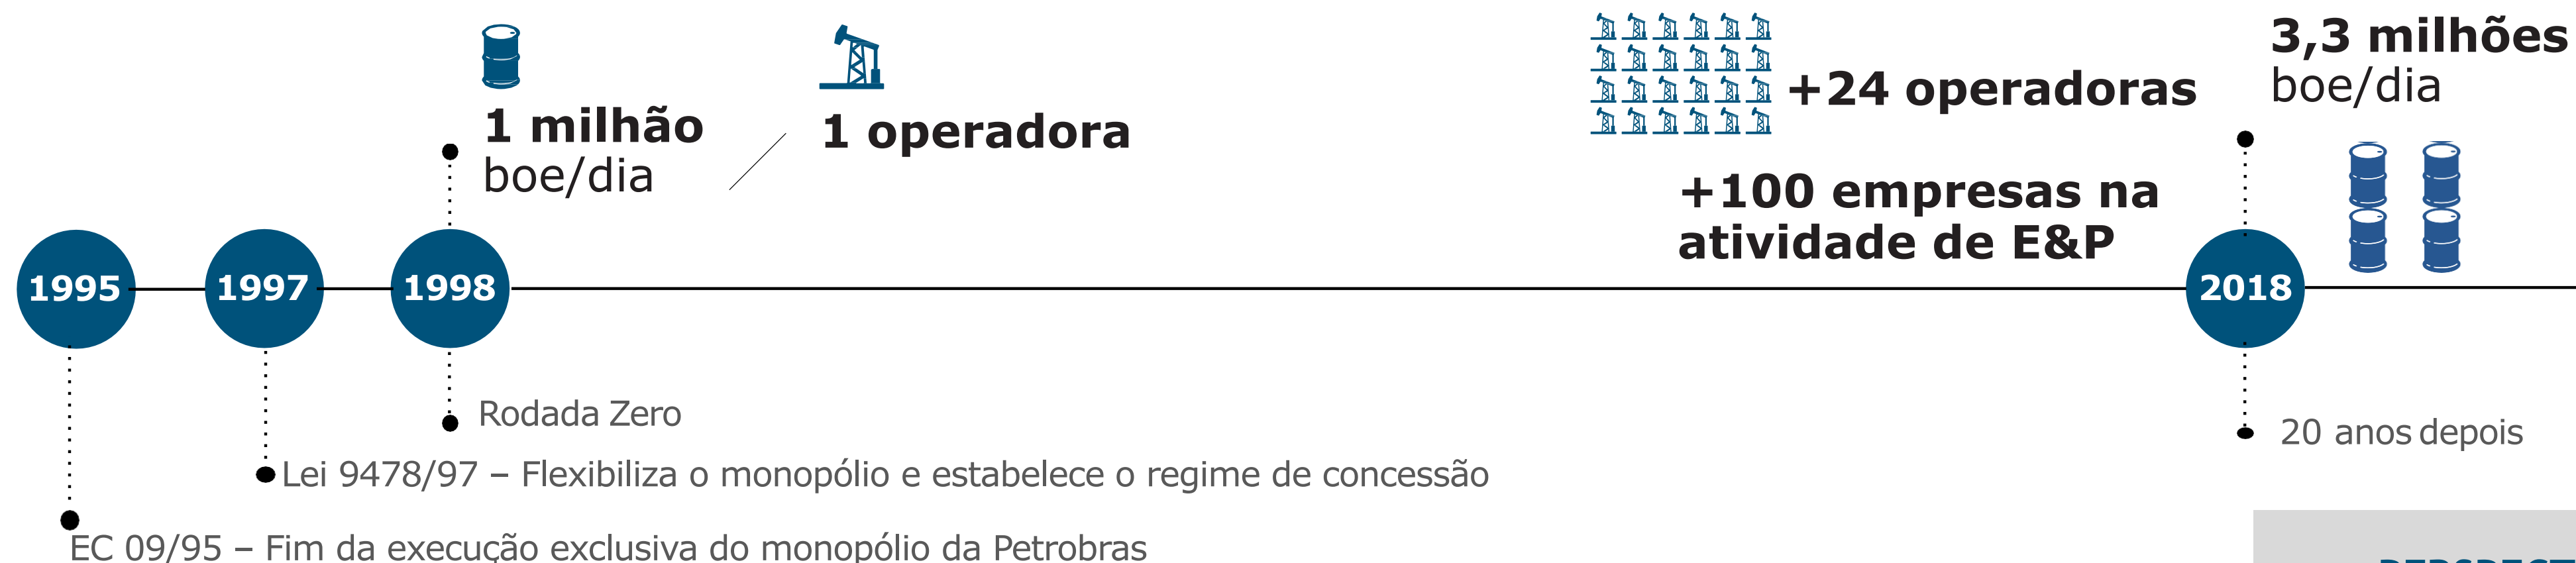 1 milhão
boe/dia
1 operadora
+24 operadoras
+100 empresas na
atividade de E&P
3,3 milhões
boe/dia
1995
1997
1998
2018
Rodada Zero
20 anos depois
Lei 9478/97 – Flexibiliza o monopólio e estabelece o regime de concessão
EC 09/95 – Fim da execução exclusiva do monopólio da Petrobras